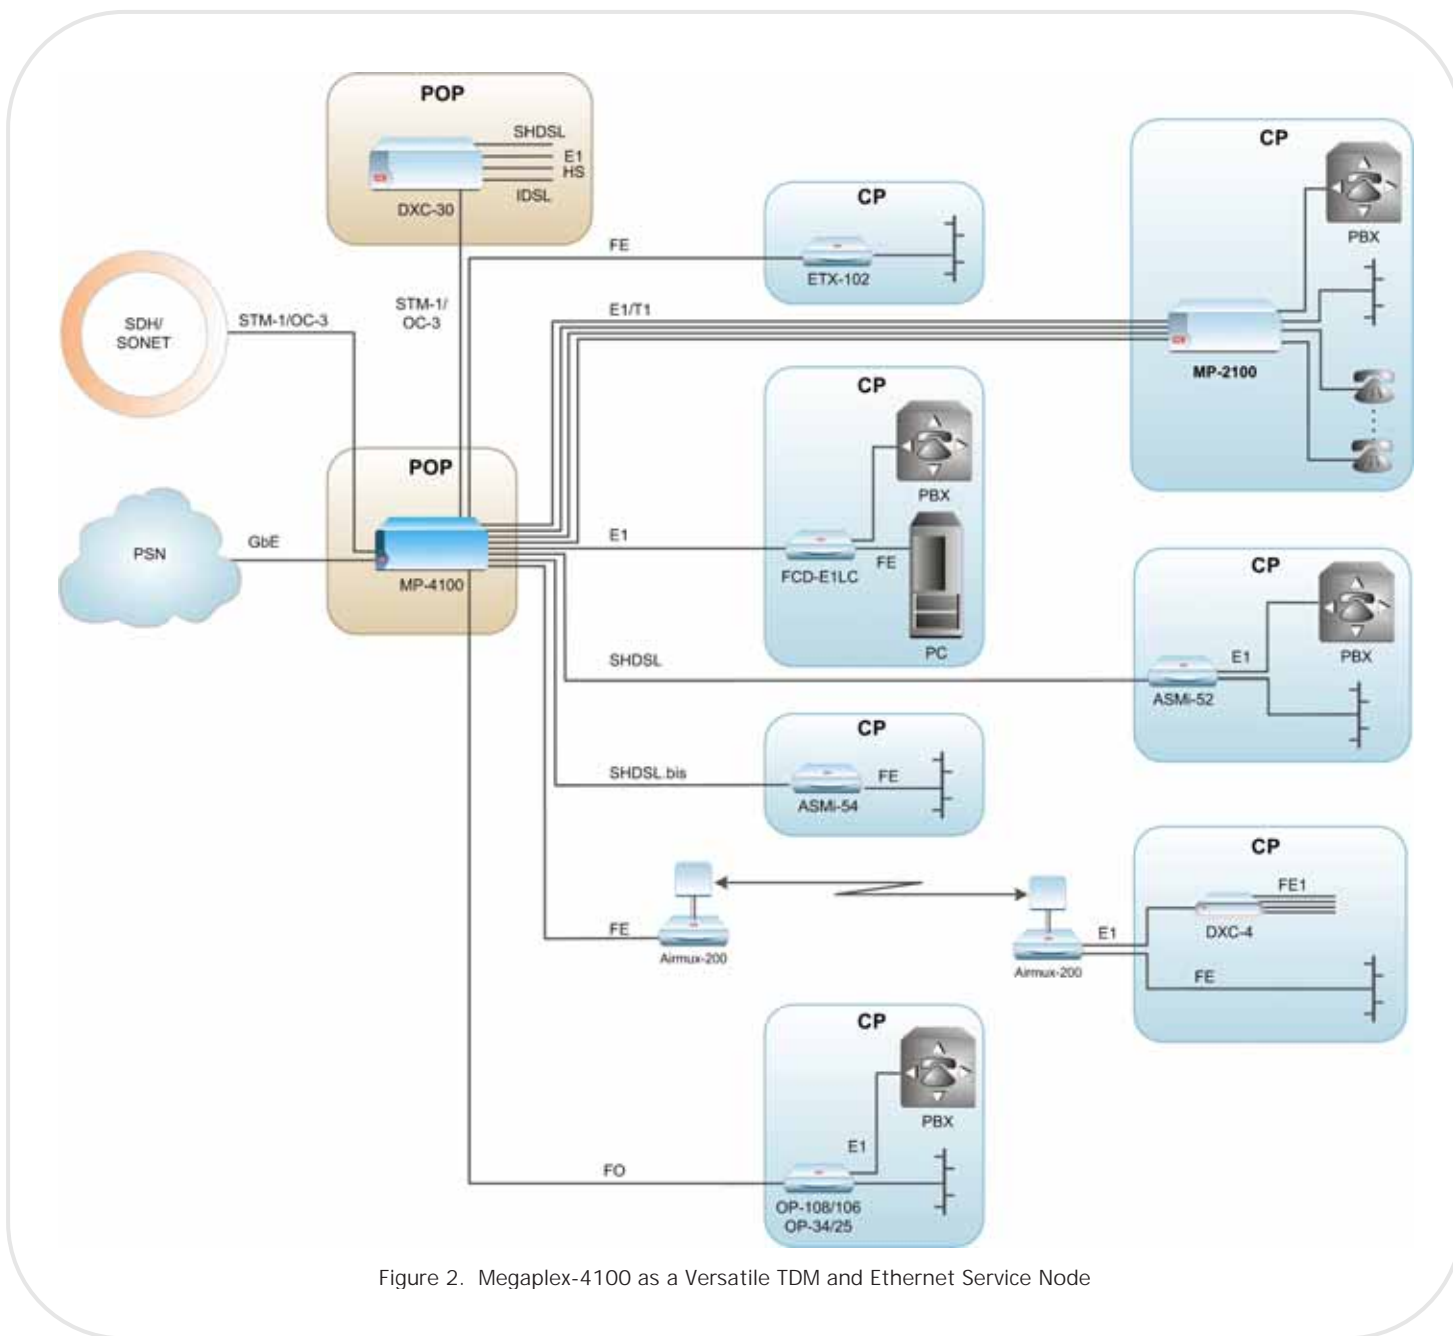 POP
SHDSL
E1
HS
IDSL
DXC-30
CP
FE
ETX-102
CP
PBX
MP-2100
SDH/
SONET
STM-1/OC-3
STM-1/
OC-3
E1/T1
CP
PBX
E1
FCD-E1LC
FE
PC
POP
MP-4100
PSN
GbE
CP
PBX
E1
ASMi-52
SHDSL
CP
SHDSL.bis
ASMi-54
FE
FE
Airmux-200
Airmux-200
CP
FE1
E1
DXC-4
FE
CP
PBX
E1
FO
OP-108/106
OP-34/25
Figure 2. Megaplex-4100 as a Versatile TDM and Ethernet Service Node